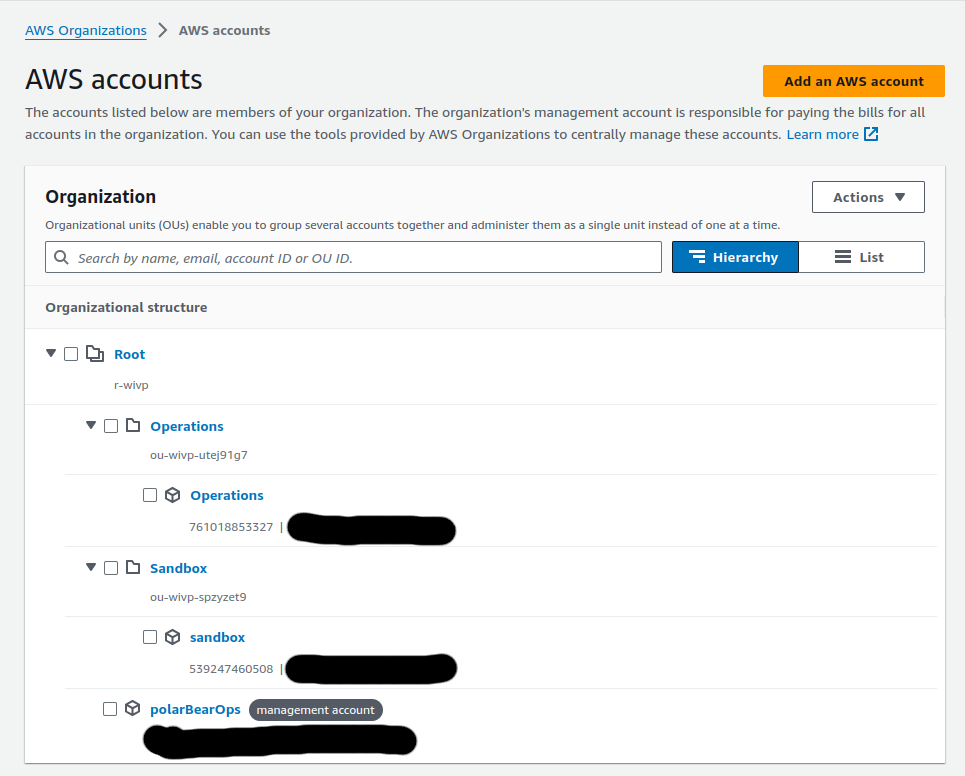 AWS Organizations > AWS accounts
AWS accounts
Add an AWS account
The accounts listed below are members of your organization. The organization's management account is responsible for paying the bills for all
accounts in the organization. You can use the tools provided by AWS Organizations to centrally manage these accounts. Learn more
Organization
Actions
Organizational units (OUs) enable you to group several accounts together and administer them as a single unit instead of one at a time.
Search by name, email, account ID or OU ID.
Hierarchy
List
Organizational structure
Root
r-wivp
Operations
ou-wivp-utej91g7
Operations
761018853327 |
Sandbox
ou-wivp-spzyzet9
sandbox
539247460508 |
polarBearOps management account